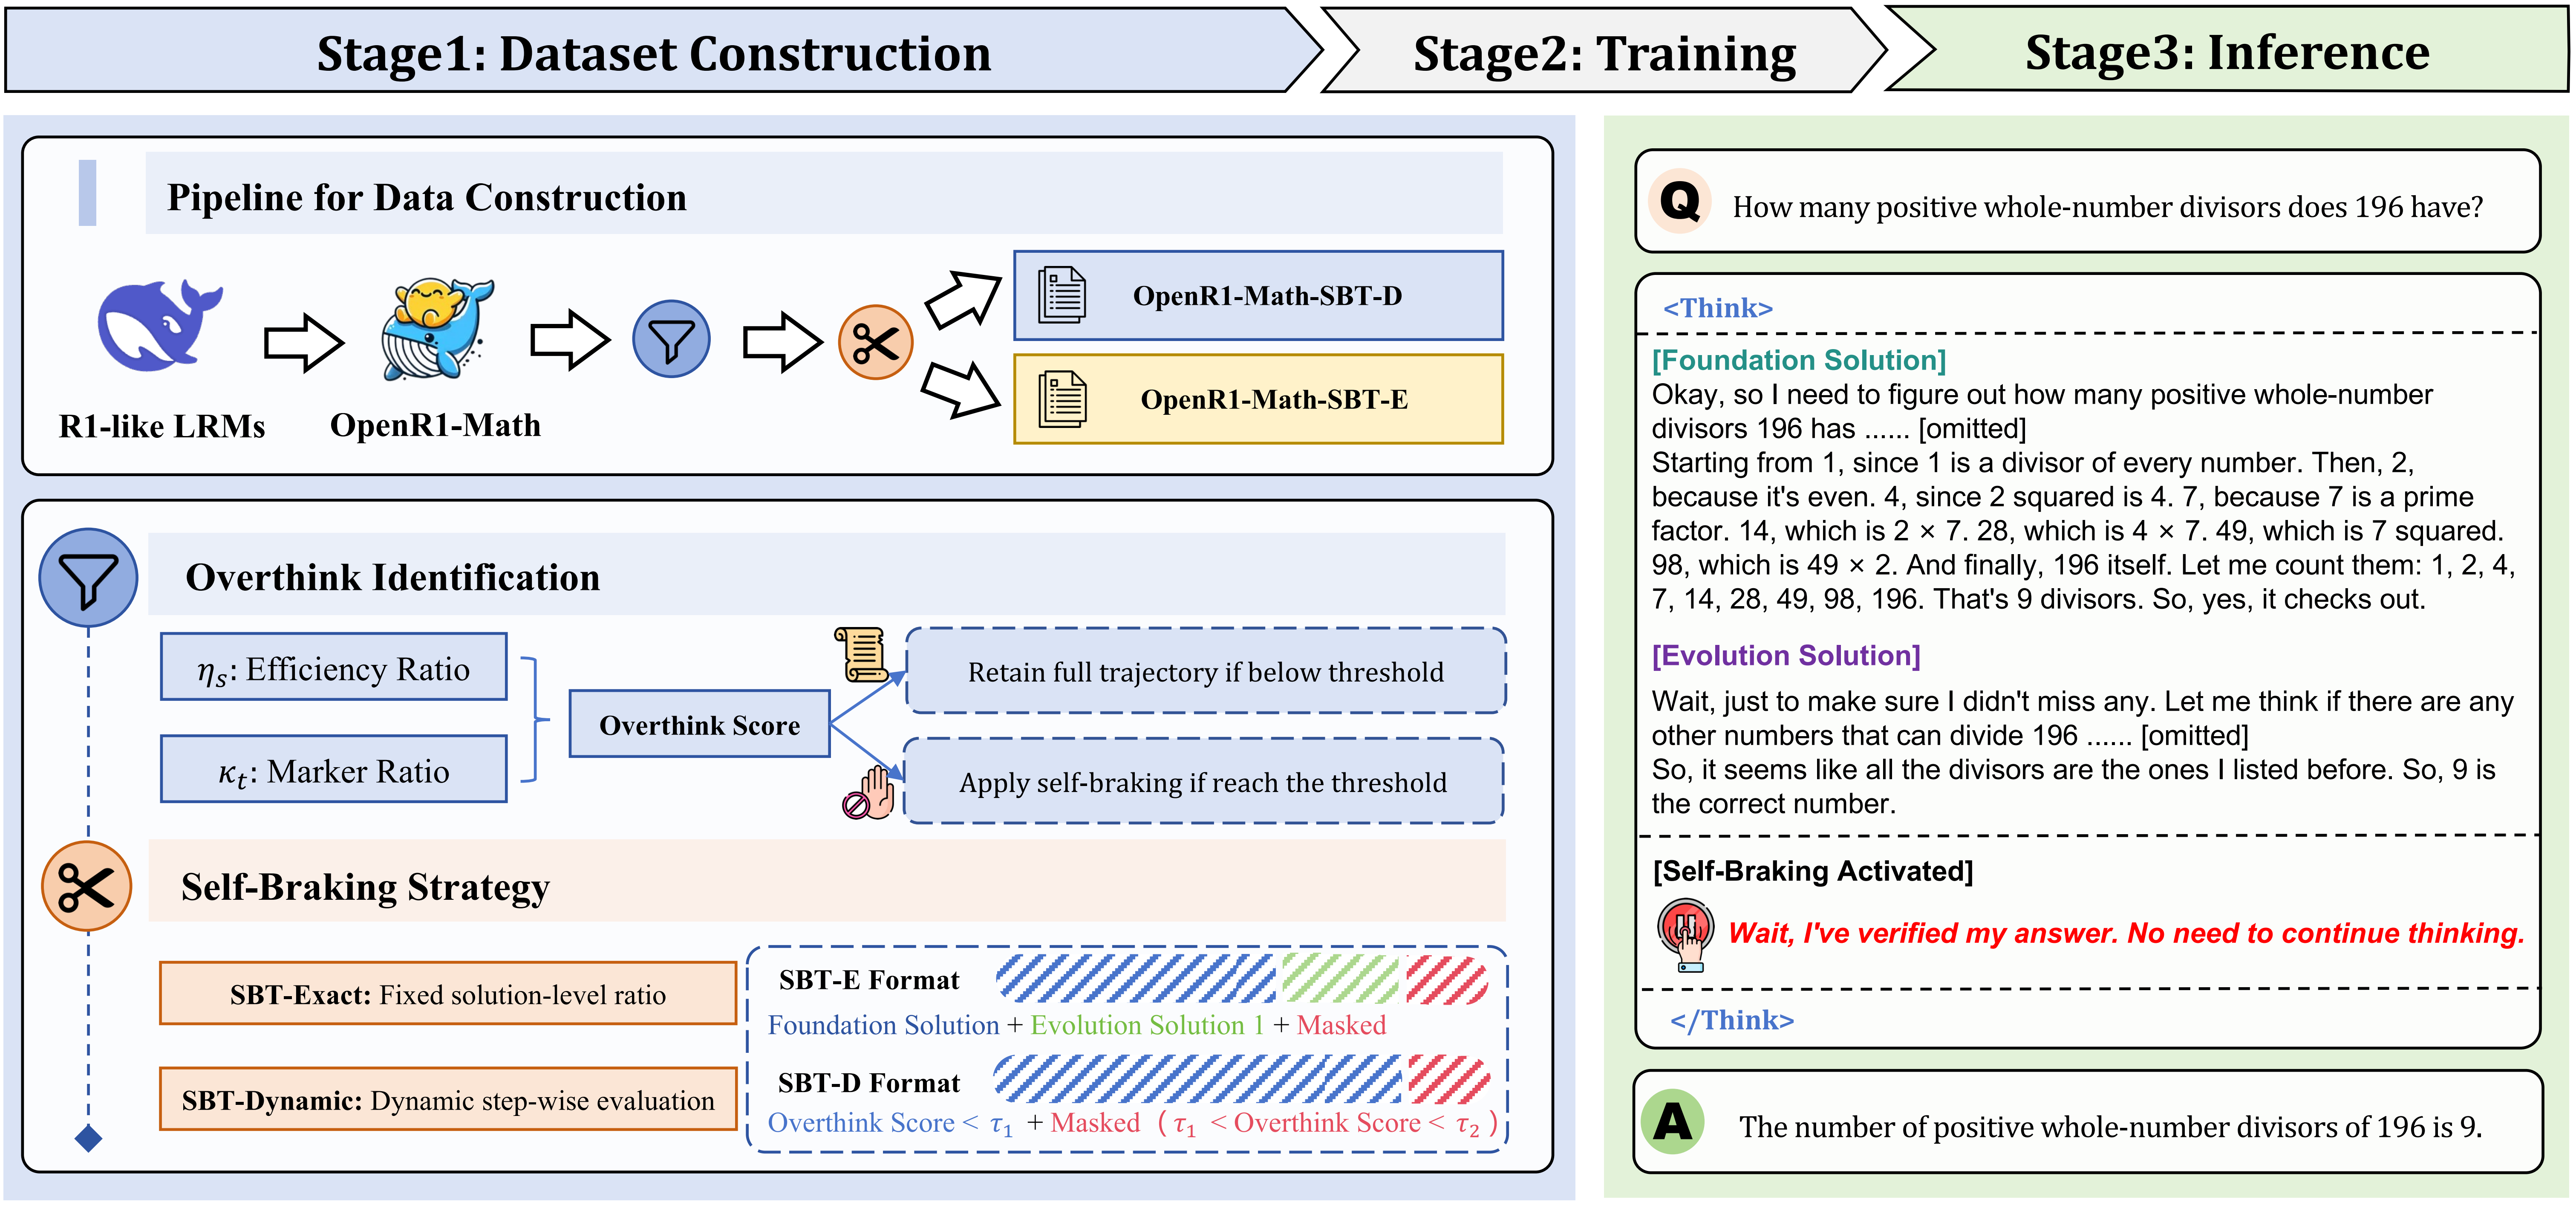 Stage1: Dataset Construction
Stage2: Training
Stage3: Inference
Pipeline for Data Construction
R1-like LRMs
OpenR1-Math
OpenR1-Math-SBT-D
OpenR1-Math-SBT-E
Overthink Identification
ηs: Efficiency Ratio
κt: Marker Ratio
Overthink Score
Retain full trajectory if below threshold
Apply self-braking if reach the threshold
Self-Braking Strategy
SBT-Exact: Fixed solution-level ratio
SBT-Dynamic: Dynamic step-wise evaluation
SBT-E Format
Foundation Solution + Evolution Solution 1 + Masked
SBT-D Format
Overthink Score < τ1 + Masked (τ1 < Overthink Score < τ2)
Q
How many positive whole-number divisors does 196 have?
<Think>
[Foundation Solution]
Okay, so I need to figure out how many positive whole-number
divisors 196 has ...... [omitted]
Starting from 1, since 1 is a divisor of every number. Then, 2,
because it's even. 4, since 2 squared is 4. 7, because 7 is a prime
factor. 14, which is 2 × 7. 28, which is 4 × 7. 49, which is 7 squared.
98, which is 49 × 2. And finally, 196 itself. Let me count them: 1, 2, 4,
7, 14, 28, 49, 98, 196. That's 9 divisors. So, yes, it checks out.
[Evolution Solution]
Wait, just to make sure I didn't miss any. Let me think if there are any
other numbers that can divide 196 ...... [omitted]
So, it seems like all the divisors are the ones I listed before. So, 9 is
the correct number.
[Self-Braking Activated]
Wait, I've verified my answer. No need to continue thinking.
</Think>
A
The number of positive whole-number divisors of 196 is 9.